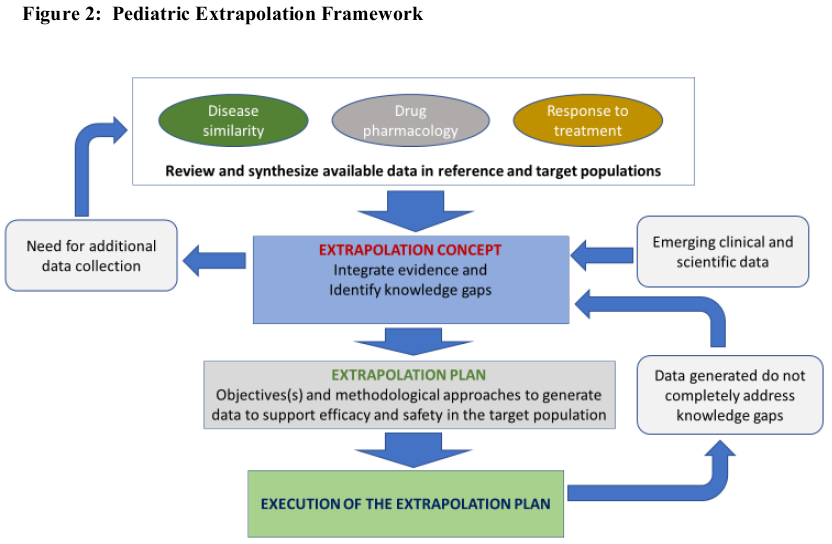 Figure 2: Pediatric Extrapolation Framework
Disease
similarity
Drug
pharmacology
Response to
treatment
Review and synthesize available data in reference and target populations
Need for additional
data collection
EXTRAPOLATION CONCEPT
Integrate evidence and
Identify knowledge gaps
Emerging clinical and
scientific data
EXTRAPOLATION PLAN
Objectives(s) and methodological approaches to generate
data to support efficacy and safety in the target population
Data generated do not
completely address
knowledge gaps
EXECUTION OF THE EXTRAPOLATION PLAN